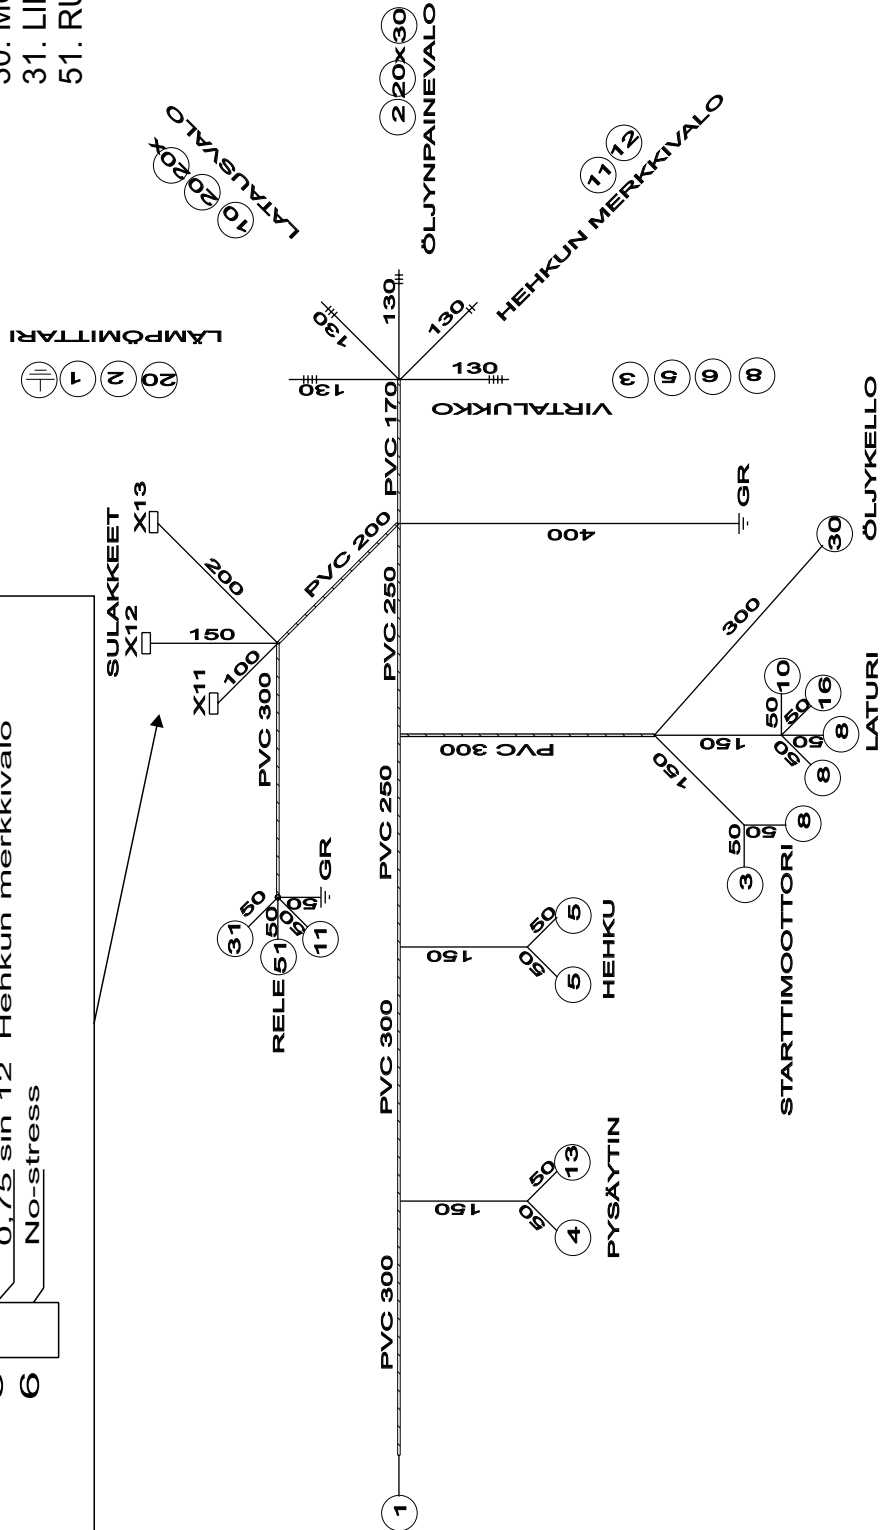 31. LI
51. RU
0,75 sin 12 Hehkun merkkivalo
No-stress
6
LÄMPÖMITTARI
1
2
20
LATAUSVALO
10
20
20X
2
20X30
ÖLJYNPAINEVALO
HEHKUN MERKKIVALO
11
12
VIRTALUKKO
3
5
6
8
130
130
130
130
130
PVC 170
PVC 200
SULAKKEET
X11
X12
X13
100
150
200
PVC 300
RELE
31
51
11
50
50
50
50
GR
400
GR
PVC 250
PVC 300
300
30
ÖLJYKELLO
150
50
50
50
50
10
16
8
8
LATURI
150
50
50
3
8
STARTTIMOOTTORI
PVC 250
150
50
50
5
5
HEHKU
PVC 300
150
50
50
4
13
PYSÄYTIN
PVC 300
1